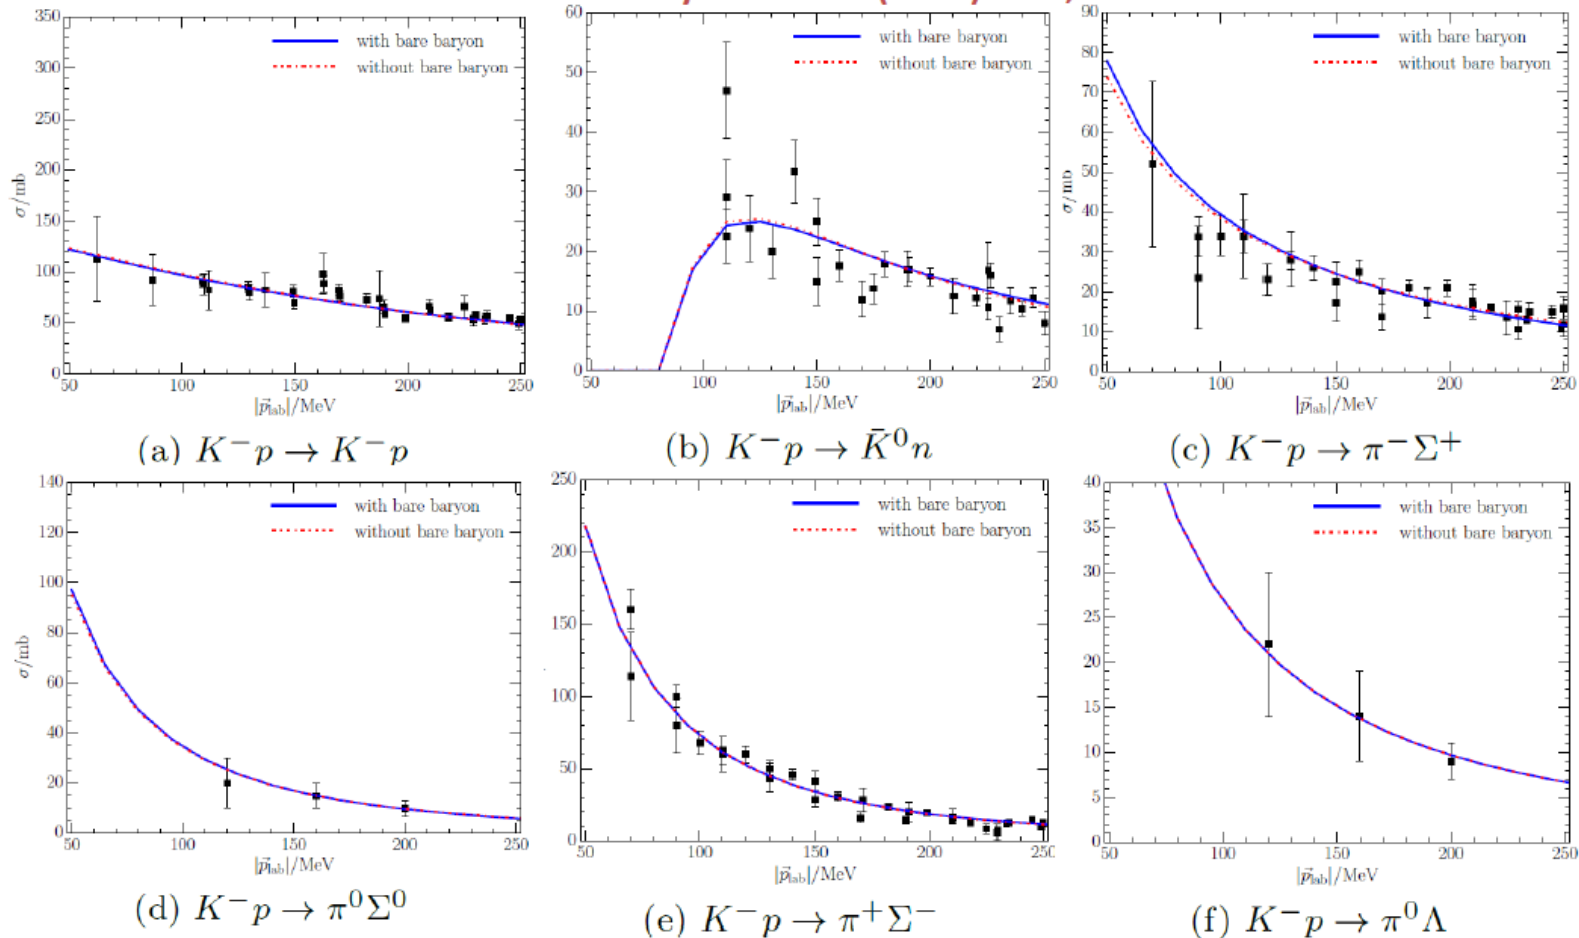 with bare baryon
without bare baryon
350
300
250
200
150
100
50
0
σ/mb
50 100 150 200 250
|p⃗lab|/MeV
(a) K⁻p → K⁻p
with bare baryon
without bare baryon
60
50
40
30
20
10
0
50 100 150 200 250
|p⃗lab|/MeV
(b) K⁻p → K̄⁰n
with bare baryon
without bare baryon
90
80
70
60
50
40
30
20
10
0
σ/mb
50 100 150 200 250
|p⃗lab|/MeV
(c) K⁻p → π⁻Σ⁺
with bare baryon
without bare baryon
140
120
100
80
60
40
20
0
σ/mb
50 100 150 200 250
|p⃗lab|/MeV
(d) K⁻p → π⁰Σ⁰
with bare baryon
without bare baryon
250
200
150
100
50
0
50 100 150 200 250
|p⃗lab|/MeV
(e) K⁻p → π⁺Σ⁻
with bare baryon
without bare baryon
40
35
30
25
20
15
10
5
0
50 100 150 200 250
|p⃗lab|/MeV
(f) K⁻p → π⁰Λ